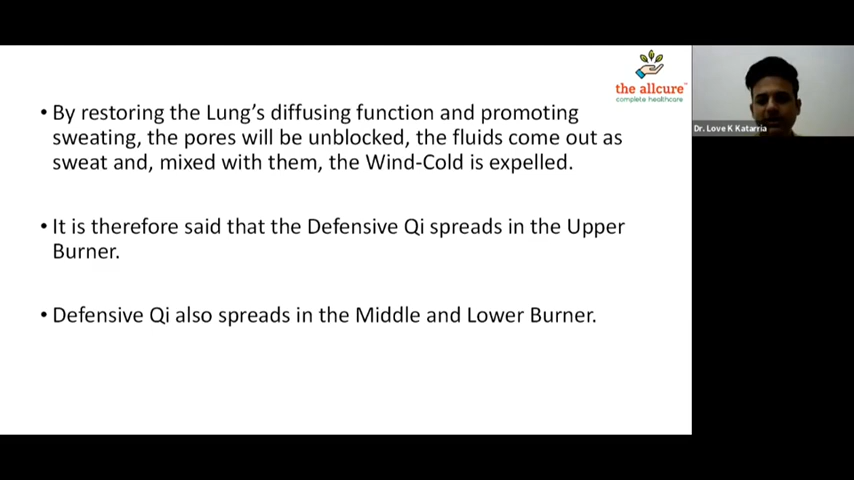 the allcure™
complete healthcare
• By restoring the Lung's diffusing function and promoting
sweating, the pores will be unblocked, the fluids come out as
sweat and, mixed with them, the Wind-Cold is expelled.
• It is therefore said that the Defensive Qi spreads in the Upper
Burner.
• Defensive Qi also spreads in the Middle and Lower Burner.
Dr. Love K Katarria